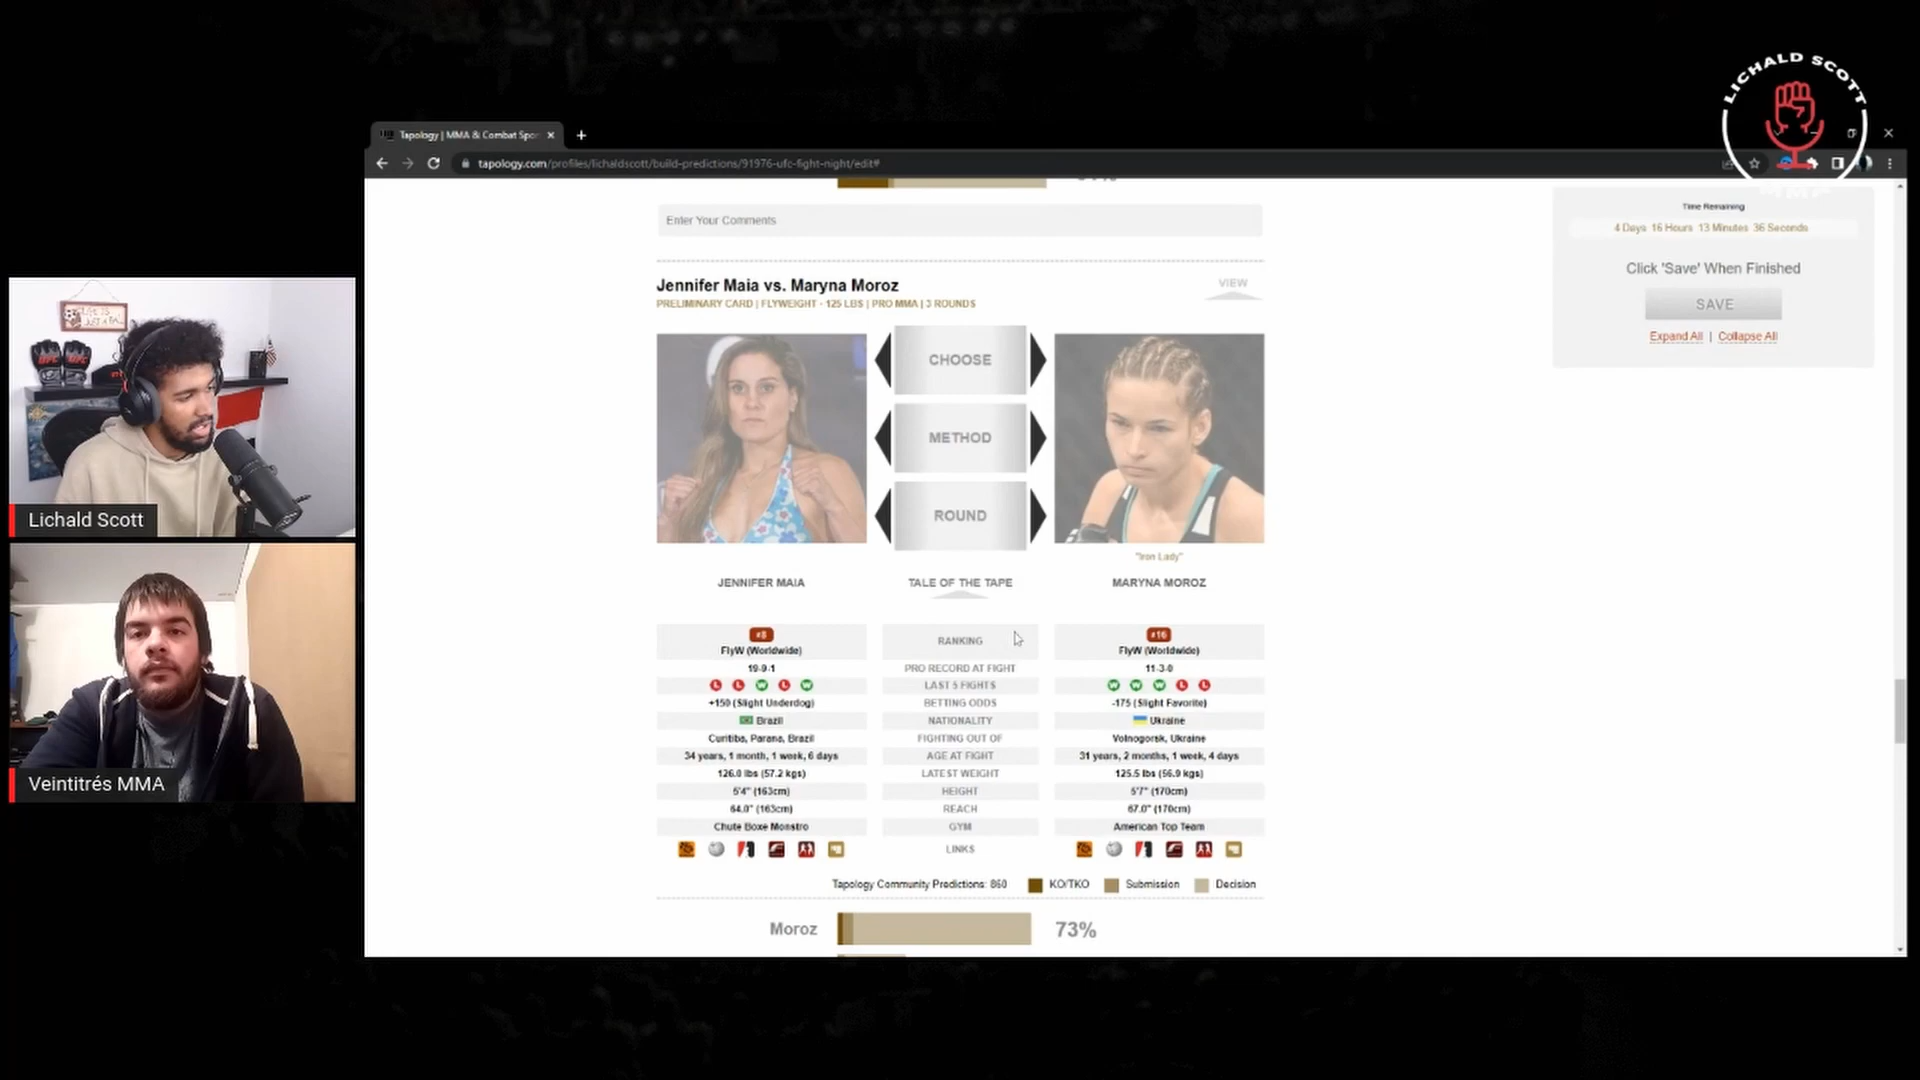 LICHALD SCOTT
Tapology | MMA & Combat Spor
tapology.com/profiles/lichaldscott/build-predictions/91976-ufc-fight-night/edit#
Enter Your Comments
Time Remaining
4 Days 16 Hours 13 Minutes 36 Seconds
Click 'Save' When Finished
SAVE
Expand All | Collapse All
Jennifer Maia vs. Maryna Moroz
VIEW
PRELIMINARY CARD | FLYWEIGHT - 125 LBS | PRO MMA | 3 ROUNDS
CHOOSE
METHOD
ROUND
"Iron Lady"
JENNIFER MAIA TALE OF THE TAPE MARYNA MOROZ
#8 RANKING #16
FlyW (Worldwide) FlyW (Worldwide)
19-9-1 PRO RECORD AT FIGHT 11-3-0
L L W L W LAST 5 FIGHTS W W W L L
+150 (Slight Underdog) BETTING ODDS -175 (Slight Favorite)
Brazil NATIONALITY Ukraine
Curitiba, Parana, Brazil FIGHTING OUT OF Volnogorsk, Ukraine
34 years, 1 month, 1 week, 6 days AGE AT FIGHT 31 years, 2 months, 1 week, 4 days
126.0 lbs (57.2 kgs) LATEST WEIGHT 125.5 lbs (56.9 kgs)
5'4" (163cm) HEIGHT 5'7" (170cm)
64.0" (163cm) REACH 67.0" (170cm)
Chute Boxe Monstro GYM American Top Team
LINKS
Tapology Community Predictions: 860 KO/TKO Submission Decision
Moroz 73%
Lichald Scott
Veintitrés MMA